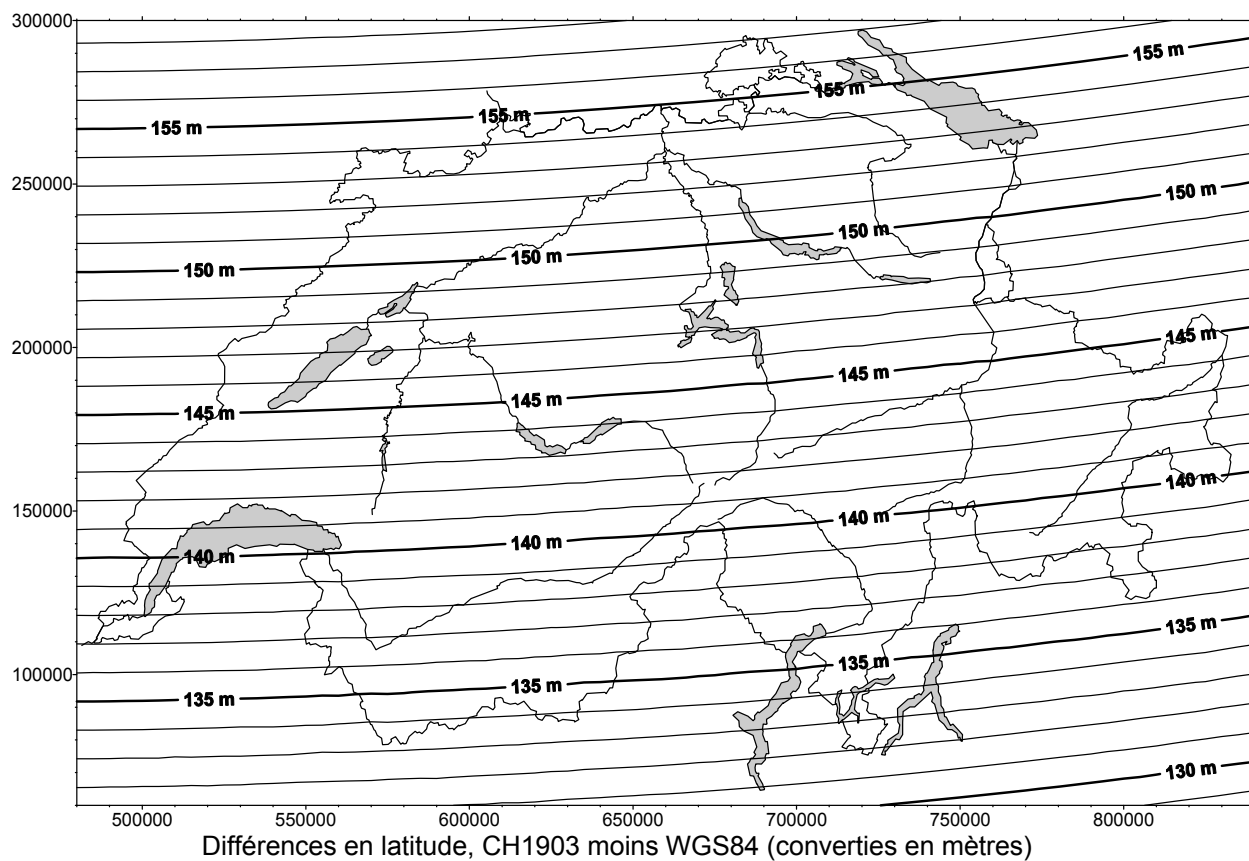 300000
155 m
155 m
155 m
155 m
250000
150 m
150 m
150 m
150 m
200000
145 m
145 m
145 m
145 m
150000
140 m
140 m
140 m
140 m
100000
135 m
135 m
135 m
135 m
130 m
500000 550000 600000 650000 700000 750000 800000
Différences en latitude, CH1903 moins WGS84 (converties en mètres)